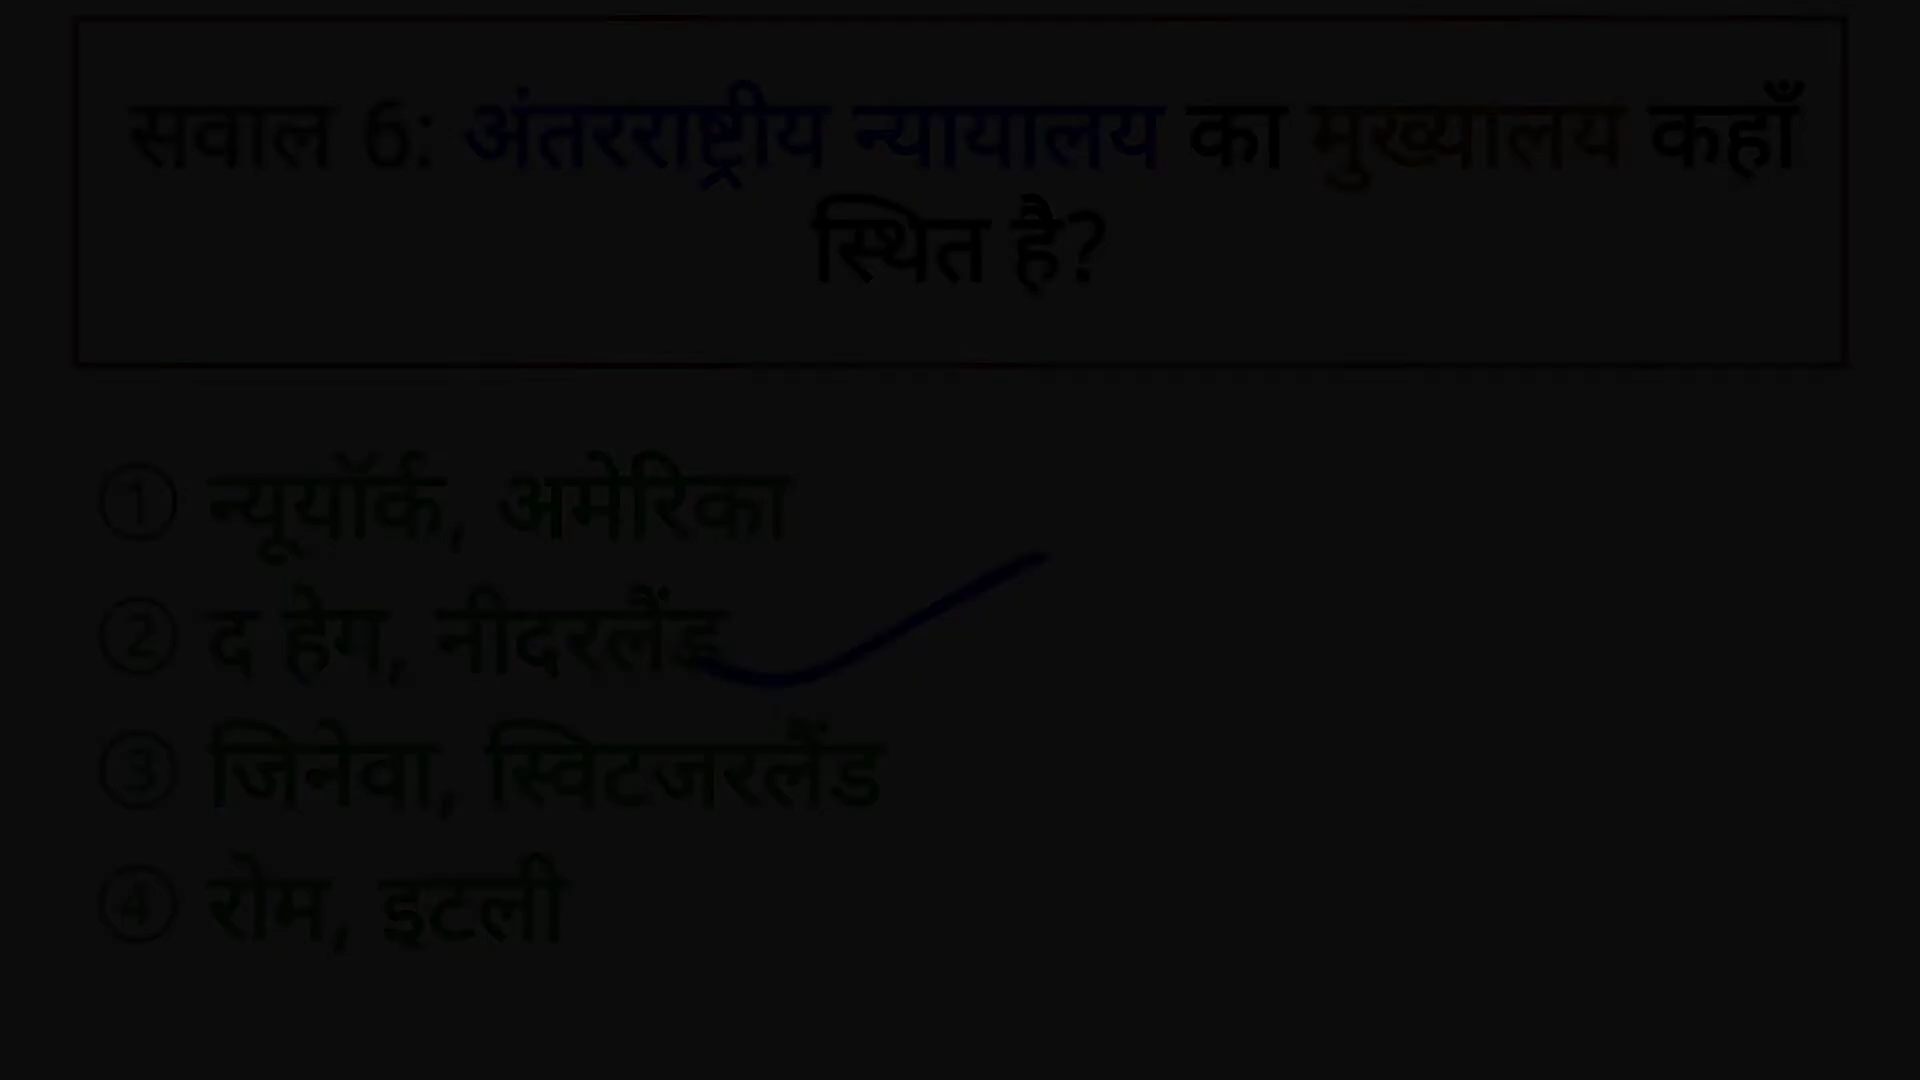 सवाल 6: अंतरराष्ट्रीय न्यायालय का मुख्यालय कहाँ
स्थित है?
① न्यूयॉर्क, अमेरिका
② द हेग, नीदरलैंड
③ जिनेवा, स्विटजरलैंड
④ रोम, इटली